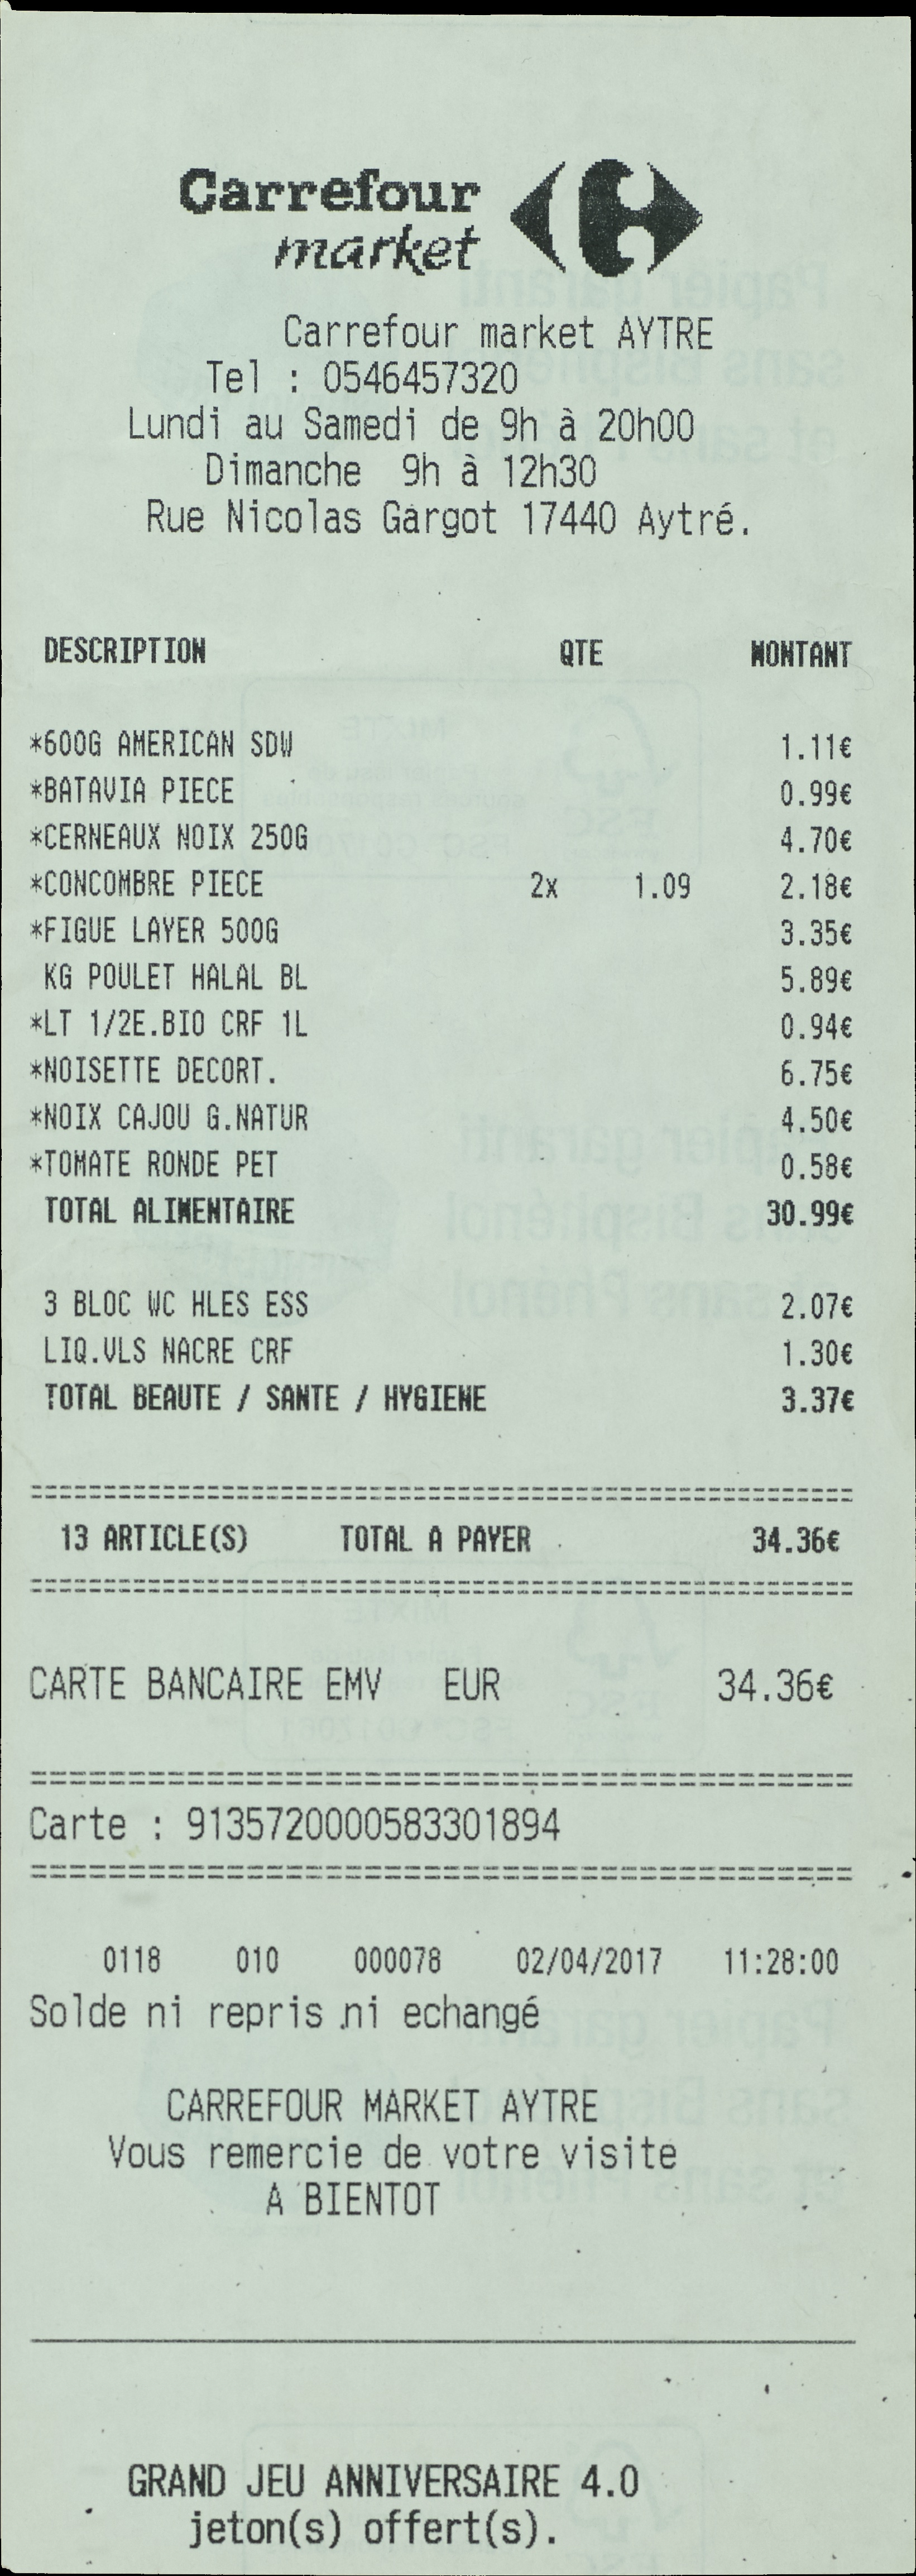 Carrefour
market
Carrefour market AYTRE
Tel : 0546457320
Lundi au Samedi de 9h à 20h00
Dimanche 9h à 12h30
Rue Nicolas Gargot 17440 Aytré.
DESCRIPTION QTE MONTANT
*600G AMERICAN SDW 1.11€
*BATAVIA PIECE 0.99€
*CERNEAUX NOIX 250G 4.70€
*CONCOMBRE PIECE 2x 1.09 2.18€
*FIGUE LAYER 500G 3.35€
KG POULET HALAL BL 5.89€
*LT 1/2E.BIO CRF 1L 0.94€
*NOISETTE DECORT. 6.75€
*NOIX CAJOU G.NATUR 4.50€
*TOMATE RONDE PET 0.58€
TOTAL ALIMENTAIRE 30.99€
3 BLOC WC HLES ESS 2.07€
LIQ.VLS NACRE CRF 1.30€
TOTAL BEAUTE / SANTE / HYGIENE 3.37€
13 ARTICLE(S) TOTAL A PAYER 34.36€
CARTE BANCAIRE EMV EUR 34.36€
Carte : 9135720000583301894
0118 010 000078 02/04/2017 11:28:00
Solde ni repris ni echangé
CARREFOUR MARKET AYTRE
Vous remercie de votre visite
A BIENTOT
GRAND JEU ANNIVERSAIRE 4.0
jeton(s) offert(s).